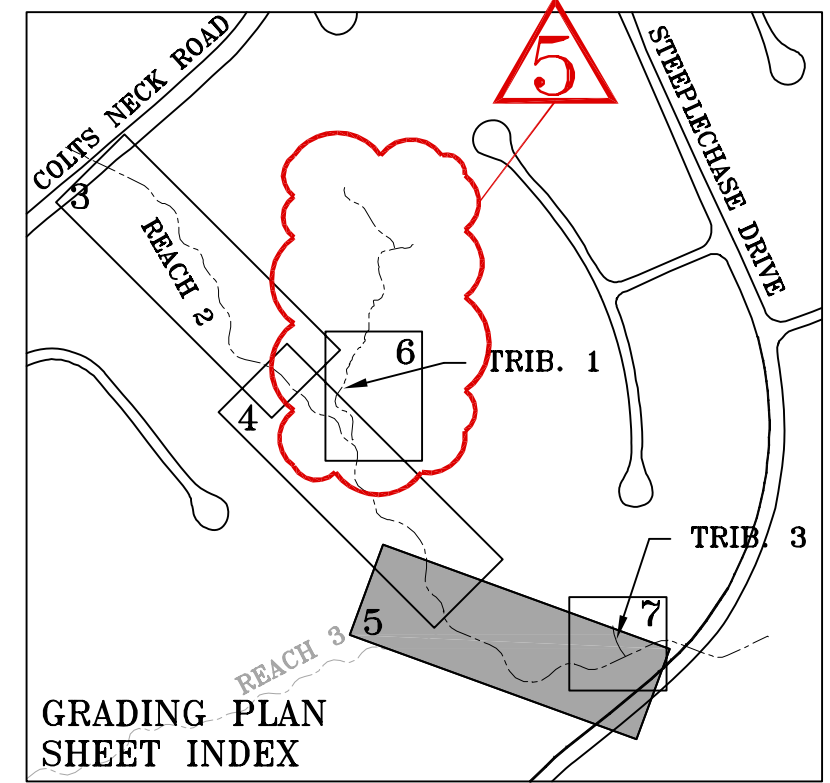 5
COLTS NECK ROAD
STEEPLECHASE DRIVE
3
REACH 2
6
TRIB. 1
4
TRIB. 3
7
5
REACH 3
GRADING PLAN
SHEET INDEX